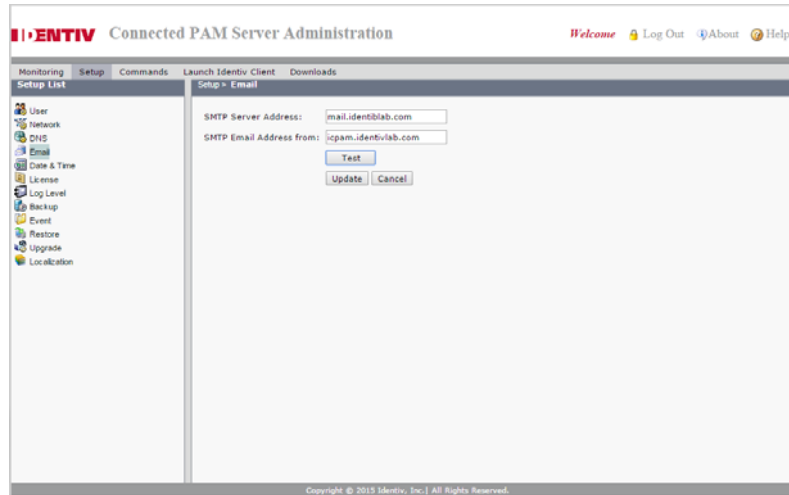 IDENTIV Connected PAM Server Administration Welcome Log Out About Help
Monitoring Setup Commands Launch Identiv Client Downloads
Setup List
Setup > Email
User
Network
DNS
Email
Date & Time
License
Log Level
Backup
Event
Restore
Upgrade
Localization
SMTP Server Address: mail.identiblab.com
SMTP Email Address from: icpam.identivlab.com
Test
Update Cancel
Copyright © 2015 Identiv, Inc.| All Rights Reserved.